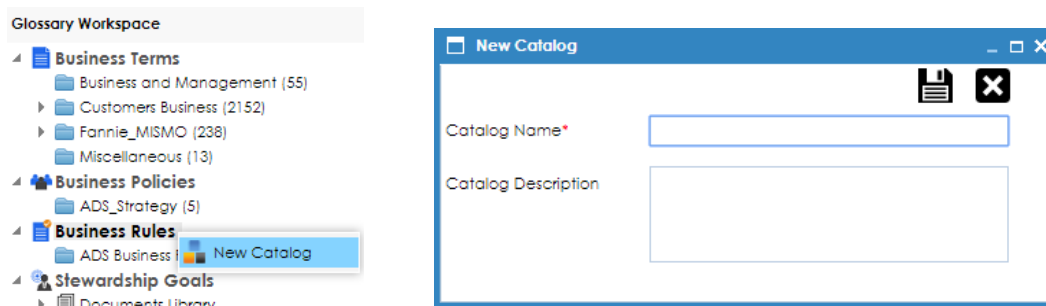 Glossary Workspace
Business Terms
Business and Management (55)
Customers Business (2152)
Fannie_MISMO (238)
Miscellaneous (13)
Business Policies
ADS_Strategy (5)
Business Rules
ADS Business
New Catalog
Stewardship Goals
Documents Library
New Catalog
Catalog Name*
Catalog Description